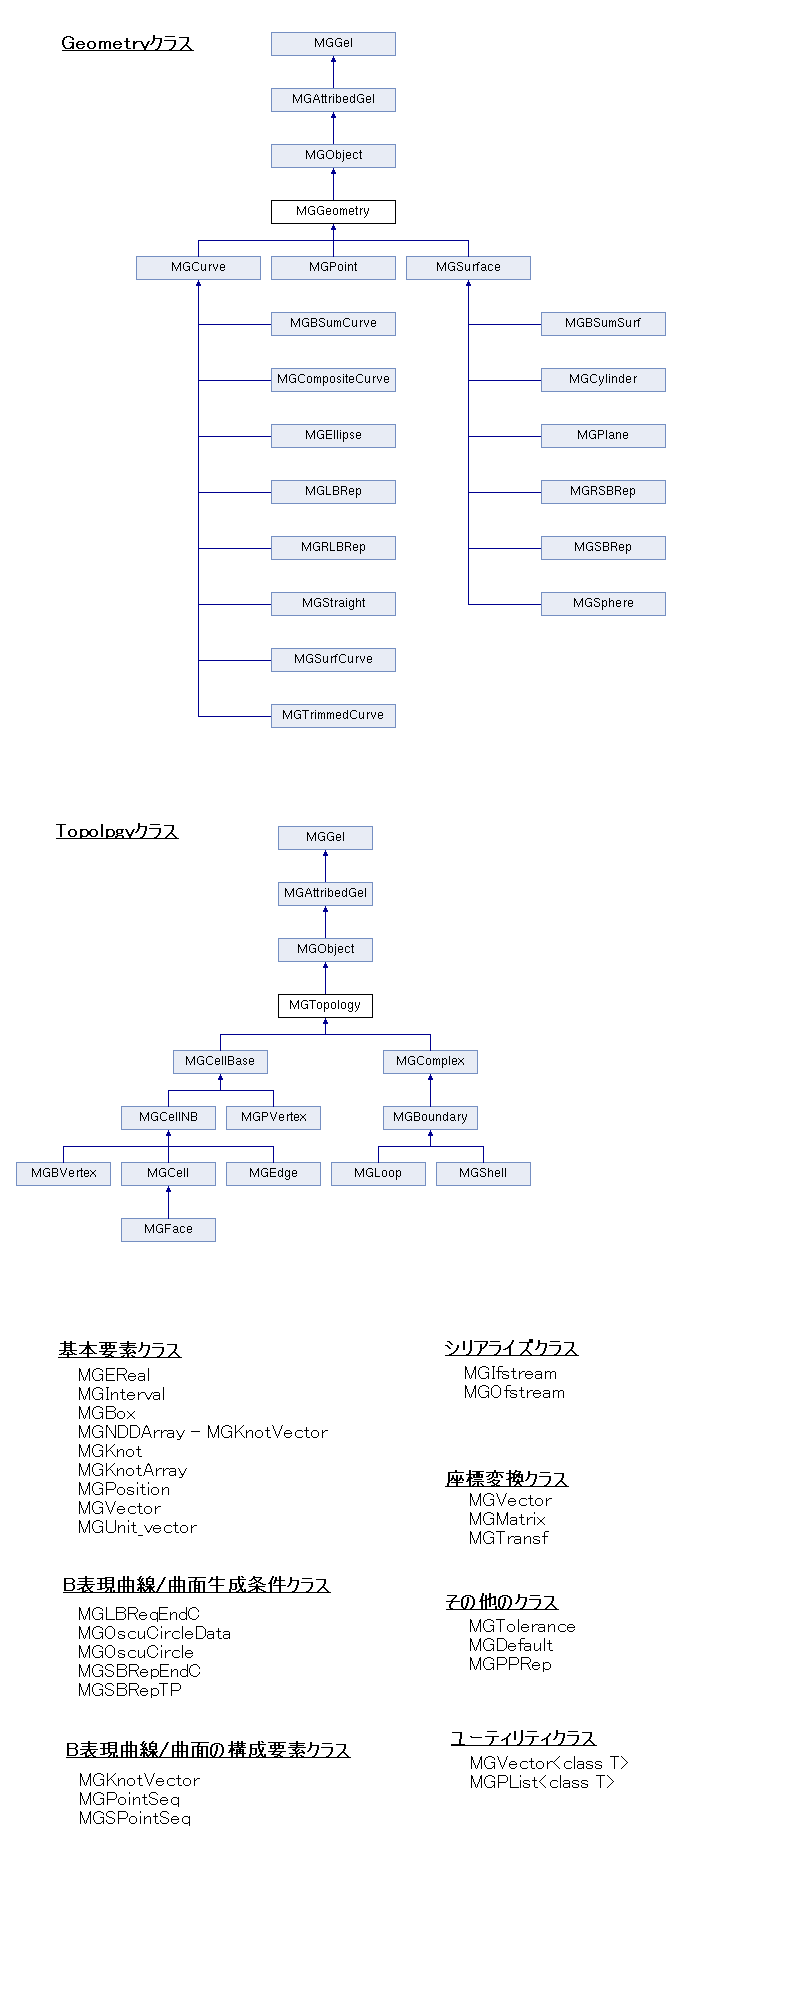 Geometryクラス
MGGel
MGAttribedGel
MGObject
MGGeometry
MGCurve
MGPoint
MGSurface
MGBSumCurve
MGBSumSurf
MGCompositeCurve
MGCylinder
MGEllipse
MGPlane
MGLBRep
MGRSBRep
MGRLBRep
MGSBRep
MGStraight
MGSphere
MGSurfCurve
MGTrimmedCurve
Topolpgyクラス
MGGel
MGAttribedGel
MGObject
MGTopology
MGCellBase
MGComplex
MGCellNB
MGPVertex
MGBoundary
MGBVertex
MGCell
MGEdge
MGLoop
MGShell
MGFace
基本要素クラス
MGEReal
MGInterval
MGBox
MGNDDArray − MGKnotVector
MGKnot
MGKnotArray
MGPosition
MGVector
MGUnit_vector
シリアライズクラス
MGIfstream
MGOfstream
座標変換クラス
MGVector
MGMatrix
MGTransf
B表現曲線/曲面生成条件クラス
MGLBReqEndC
MGOscuCircleData
MGOscuCircle
MGSBRepEndC
MGSBRepTP
その他のクラス
MGTolerance
MGDefault
MGPPRep
B表現曲線/曲面の構成要素クラス
MGKnotVector
MGPointSeq
MGSPointSeq
ユーティリティクラス
MGVector<class T>
MGPList<class T>